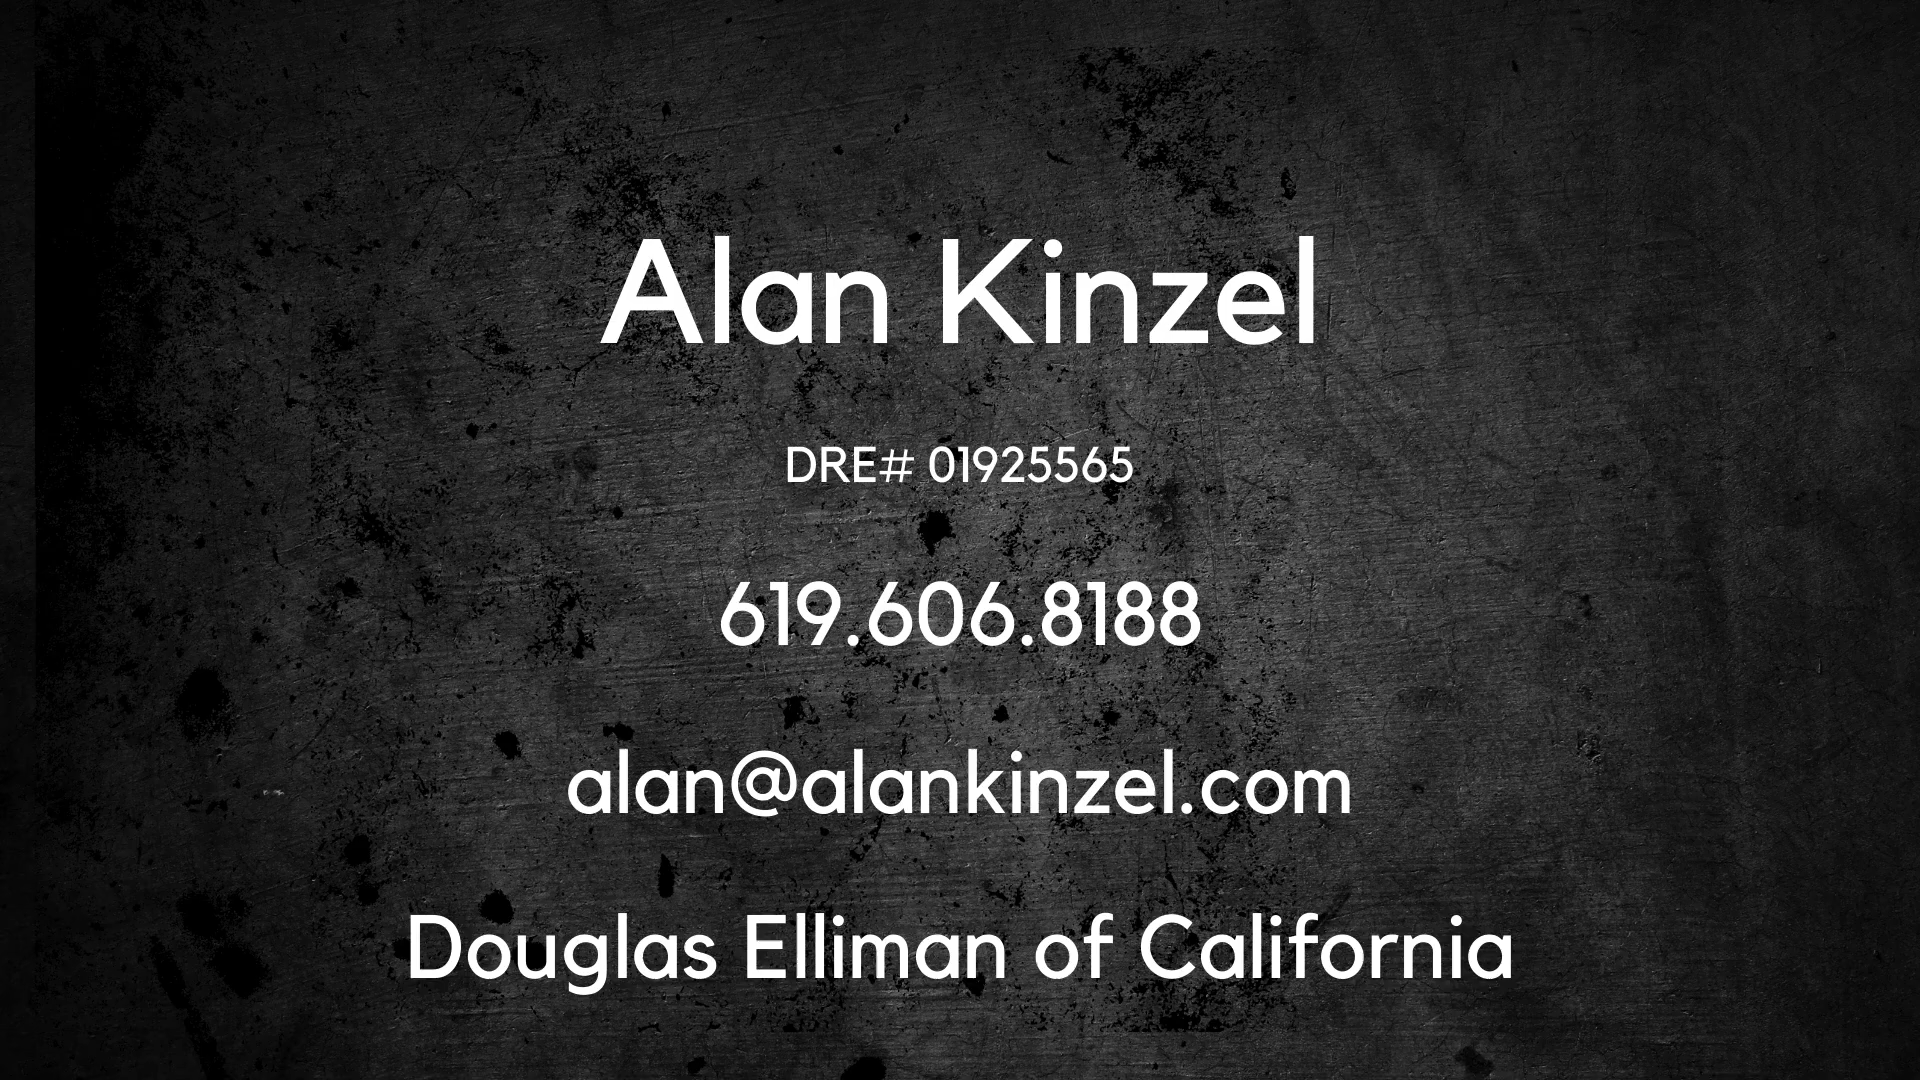 Alan Kinzel
DRE# 01925565
619.606.8188
alan@alankinzel.com
Douglas Elliman of California